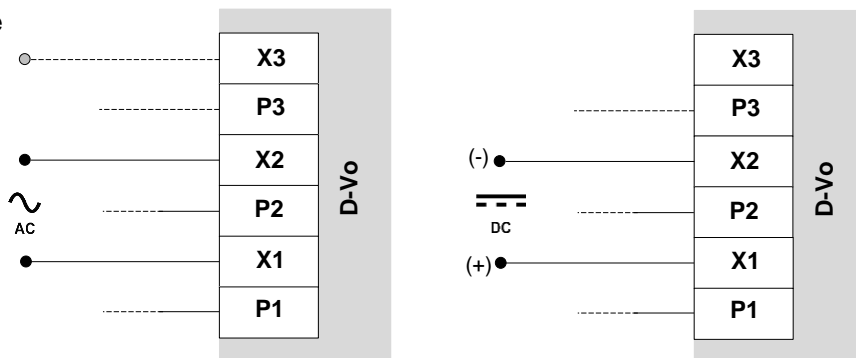 e
X3
P3
X2
P2
X1
P1
AC
D-Vo
X3
P3
X2
P2
X1
P1
(-)
DC
(+)
D-Vo